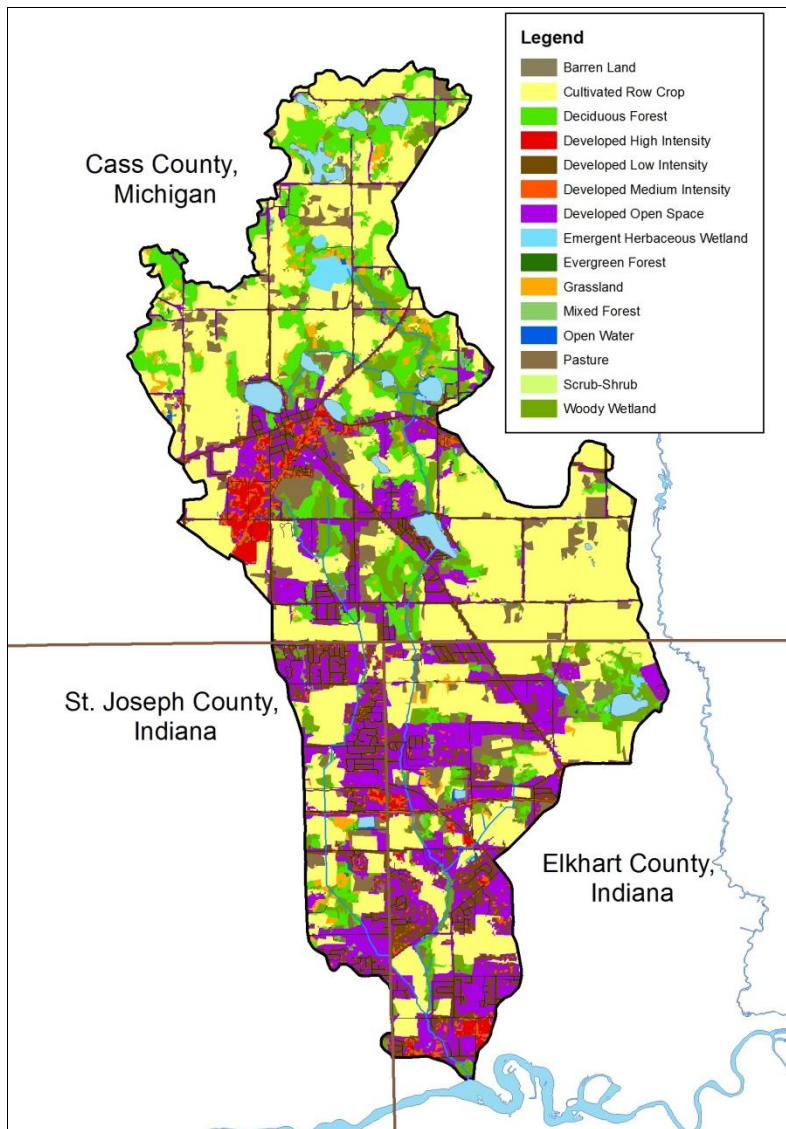 Legend
Barren Land
Cultivated Row Crop
Deciduous Forest
Developed High Intensity
Developed Low Intensity
Developed Medium Intensity
Developed Open Space
Emergent Herbaceous Wetland
Evergreen Forest
Grassland
Mixed Forest
Open Water
Pasture
Scrub-Shrub
Woody Wetland
Cass County,
Michigan
St. Joseph County,
Indiana
Elkhart County,
Indiana